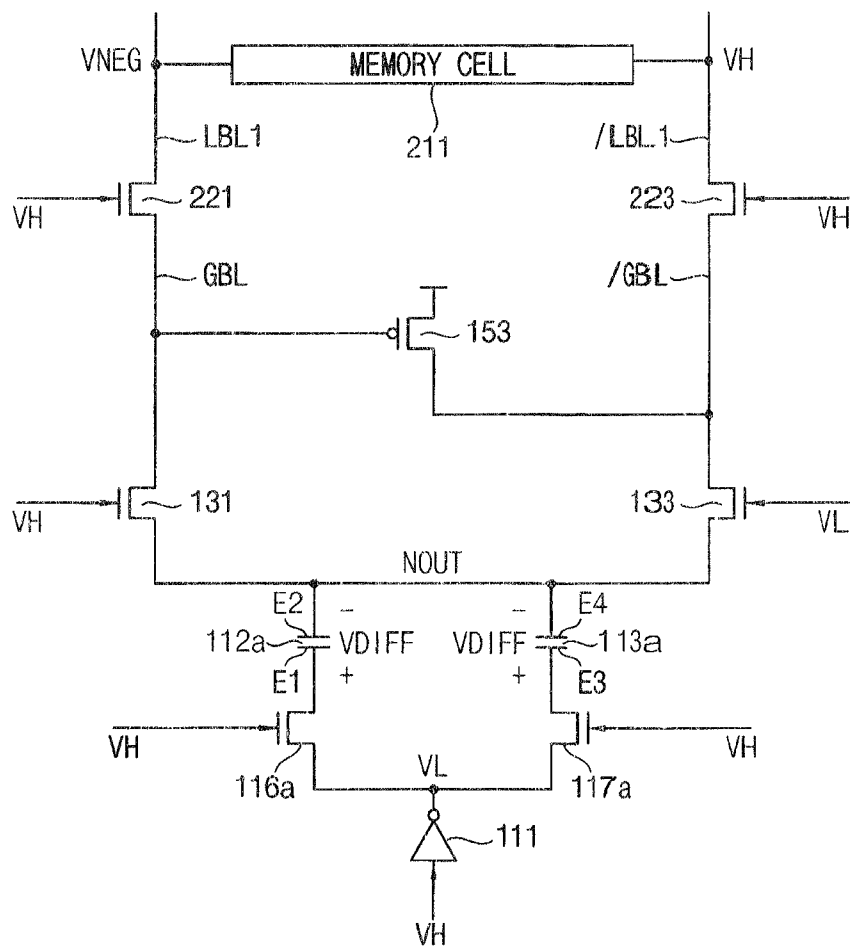 VNEG
MEMORY CELL
VH
211
LBL1
/LBL1
221
223
VH
VH
GBL
/GBL
153
131
133
VH
VL
NOUT
E2 - - E4
112a VDIFF VDIFF 113a
E1 + + E3
VH
VH
116a
VL
117a
111
VH